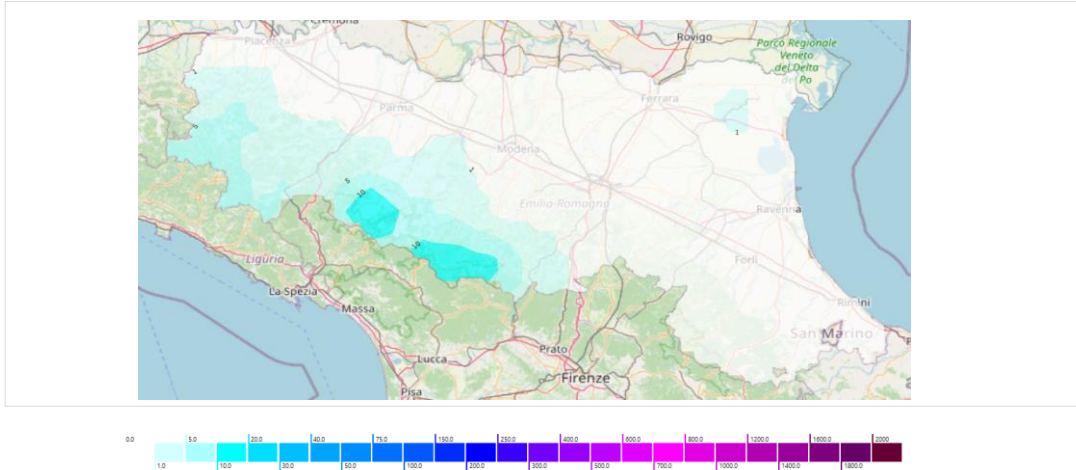 Cremona
Piacenza
Rovigo
Parco Regionale
Veneto
del Delta
del Po
1
Parma
Ferrara
5
1
Modena
1
5
10
Emilia-Romagna
Ravenna
10
Liguria
Forlì
La Spezia
Rimini
Massa
San Marino
Prato
Lucca
Firenze
Pisa
0.0 5.0 20.0 40.0 75.0 150.0 250.0 400.0 600.0 800.0 1200.0 1600.0 2000
1.0 10.0 30.0 50.0 100.0 200.0 300.0 500.0 700.0 1000.0 1400.0 1800.0